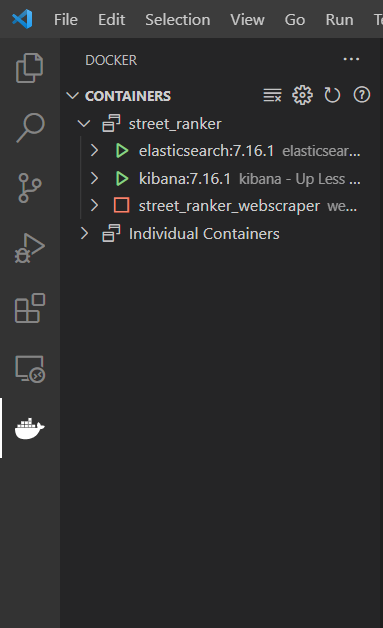 File Edit Selection View Go Run T
DOCKER
CONTAINERS
street_ranker
elasticsearch:7.16.1 elasticsear...
kibana:7.16.1 kibana - Up Less ...
street_ranker_webscraper we...
Individual Containers